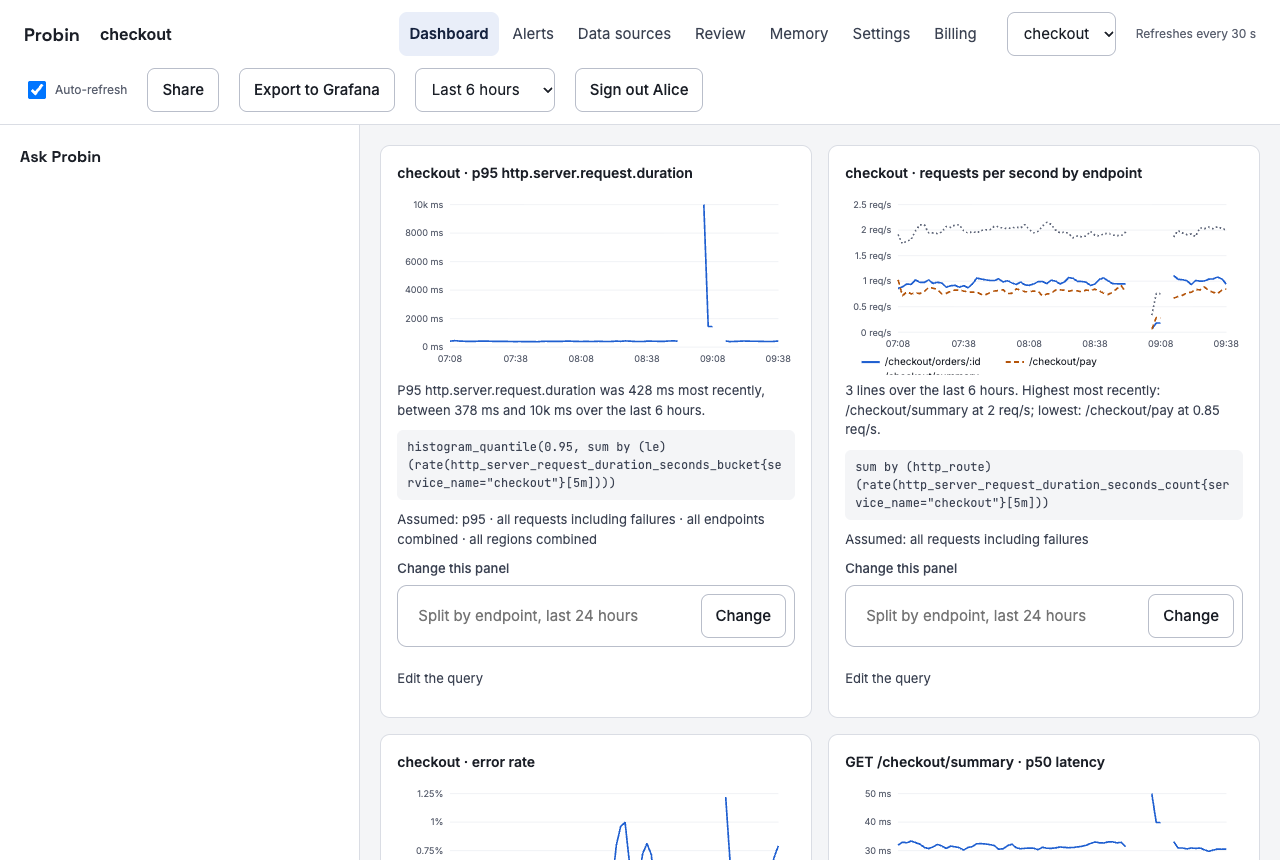 Probin
checkout
Dashboard
Alerts
Data sources
Review
Memory
Settings
Billing
checkout
Refreshes every 30 s
Auto-refresh
Share
Export to Grafana
Last 6 hours
Sign out Alice
Ask Probin
checkout · p95 http.server.request.duration
10k ms
8000 ms
6000 ms
4000 ms
2000 ms
0 ms
07:08
07:38
08:08
08:38
09:08
09:38
P95 http.server.request.duration was 428 ms most recently,
between 378 ms and 10k ms over the last 6 hours.
histogram_quantile(0.95, sum by (le)
(rate(http_server_request_duration_seconds_bucket{se
rvice_name="checkout"}[5m])))
Assumed: p95 · all requests including failures · all endpoints
combined · all regions combined
Change this panel
Split by endpoint, last 24 hours
Change
Edit the query
checkout · requests per second by endpoint
2.5 req/s
2 req/s
1.5 req/s
1 req/s
0.5 req/s
0 req/s
07:08
07:38
08:08
08:38
09:08
09:38
/checkout/orders/:id
/checkout/pay
/checkout/summary
3 lines over the last 6 hours. Highest most recently:
/checkout/summary at 2 req/s; lowest: /checkout/pay at 0.85
req/s.
sum by (http_route)
(rate(http_server_request_duration_seconds_count{ser
vice_name="checkout"}[5m]))
Assumed: all requests including failures
Change this panel
Split by endpoint, last 24 hours
Change
Edit the query
checkout · error rate
1.25%
1%
0.75%
GET /checkout/summary · p50 latency
50 ms
40 ms
30 ms